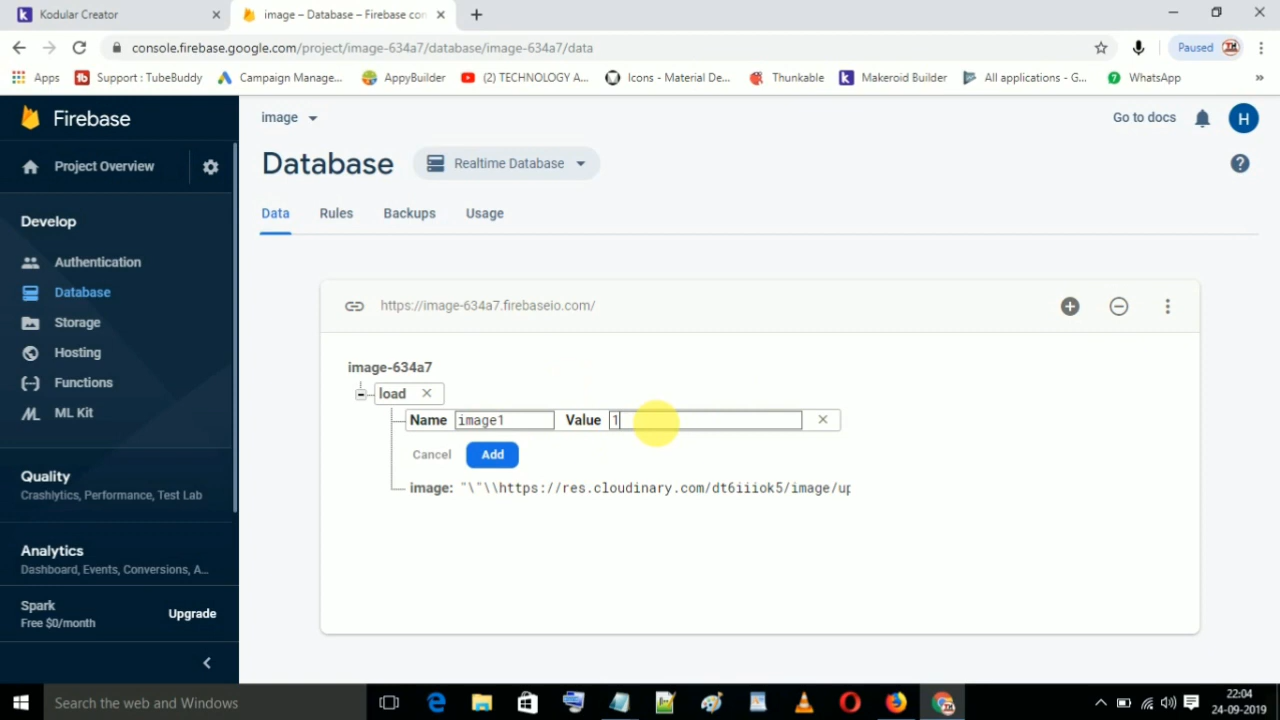 Kodular Creator
image – Database – Firebase con
console.firebase.google.com/project/image-634a7/database/image-634a7/data
Paused
Apps
Support : TubeBuddy
Campaign Manage...
AppyBuilder
(2) TECHNOLOGY A...
Icons - Material De...
Thunkable
Makeroid Builder
All applications - G...
WhatsApp
Firebase
image
Go to docs
H
Project Overview
Database
Realtime Database
Develop
Data
Rules
Backups
Usage
Authentication
Database
Storage
Hosting
Functions
ML Kit
https://image-634a7.firebaseio.com/
image-634a7
load
Name image1 Value 1
Cancel
Add
image: "\"\\https://res.cloudinary.com/dt6iiiok5/image/up
Quality
Crashlytics, Performance, Test Lab
Analytics
Dashboard, Events, Conversions, A...
Spark
Free $0/month
Upgrade
Search the web and Windows
22:04
24-09-2019